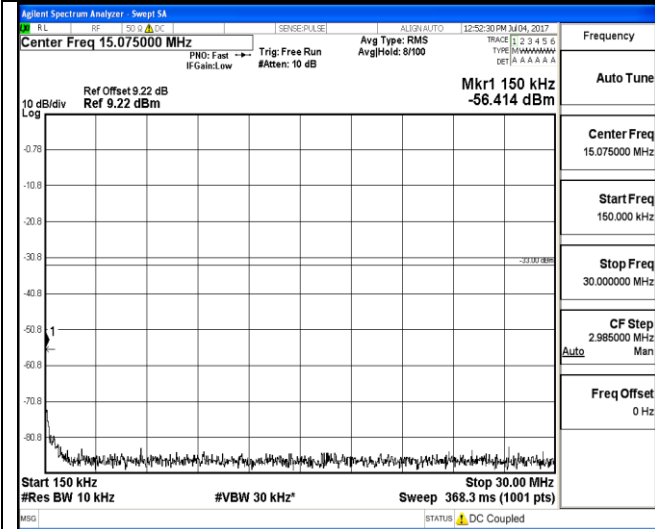 Agilent Spectrum Analyzer - Swept SA
RL RF 50 Ω DC SENSE:PULSE ALIGNAUTO 12:52:30 PM Jul 04, 2017
Center Freq 15.075000 MHz
PNO: Fast Trig: Free Run
IFGain:Low #Atten: 10 dB
Avg Type: RMS
Avg|Hold: 8/100
TRACE 1 2 3 4 5 6
TYPE MWWWWW
DET A A A A A A
Mkr1 150 kHz
-56.414 dBm
Ref Offset 9.22 dB
10 dB/div Ref 9.22 dBm
Log
-0.78
-10.8
-20.8
-30.8
-33.00 dBm
-40.8
-50.8
1
-60.8
-70.8
-80.8
Start 150 kHz Stop 30.00 MHz
#Res BW 10 kHz #VBW 30 kHz* Sweep 368.3 ms (1001 pts)
MSG STATUS DC Coupled
Frequency
Auto Tune
Center Freq
15.075000 MHz
Start Freq
150.000 kHz
Stop Freq
30.000000 MHz
CF Step
2.985000 MHz
Auto Man
Freq Offset
0 Hz